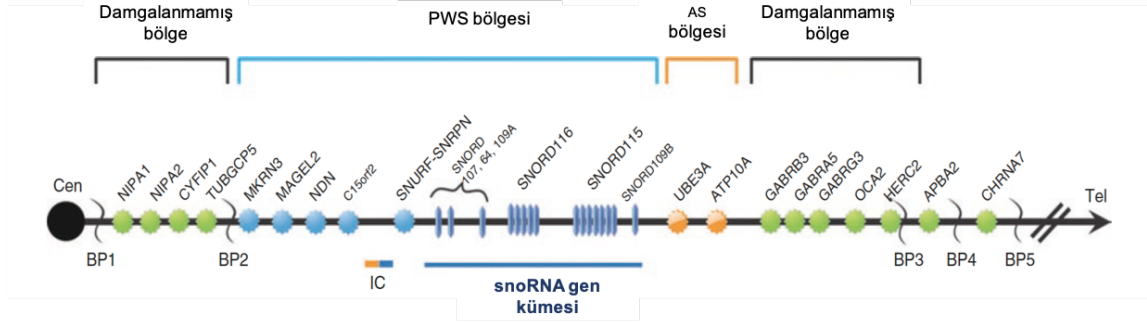 Damgalanmamış
bölge
PWS bölgesi
AS
bölgesi
Damgalanmamış
bölge
Cen
NIPA1
NIPA2
CYFIP1
TUBGCP5
MKRN3
MAGEL2
NDN
C15orf2
SNURF-SNRPN
SNORD
107, 64, 109A
SNORD116
SNORD115
SNORD109B
UBE3A
ATP10A
GABRB3
GABRA5
GABRG3
OCA2
HERC2
APBA2
CHRNA7
Tel
BP1
BP2
BP3
BP4
BP5
IC
snoRNA gen
kümesi